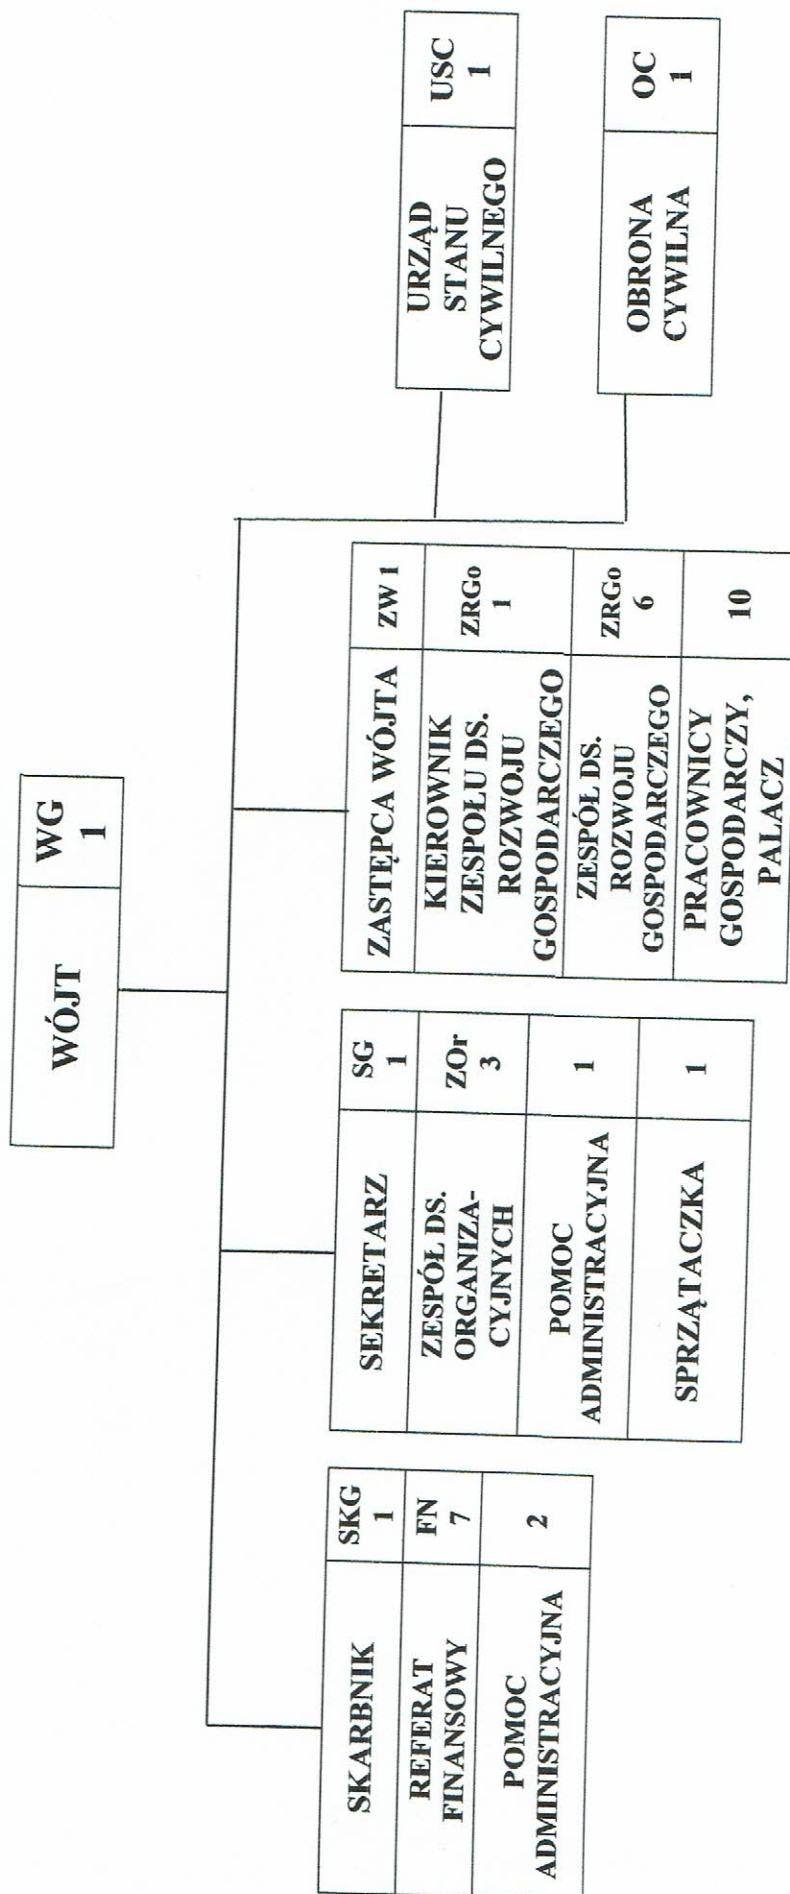 WÓJT
WG
1
SKARBNIK
SKG
1
REFERAT
FINANSOWY
FN
7
POMOC
ADMINISTRACYJNA
2
SEKRETARZ
SG
1
ZESPÓŁ DS.
ORGANIZA-
CYJNYCH
ZOr
3
POMOC
ADMINISTRACYJNA
1
SPRZĄTACZKA
1
ZASTĘPCA WÓJTA
ZW 1
KIEROWNIK
ZESPOŁU DS.
ROZWOJU
GOSPODARCZEGO
ZRGo
1
ZESPÓŁ DS.
ROZWOJU
GOSPODARCZEGO
ZRGo
6
PRACOWNICY
GOSPODARCZY,
PALACZ
10
URZĄD
STANU
CYWILNEGO
USC
1
OBRONA
CYWILNA
OC
1